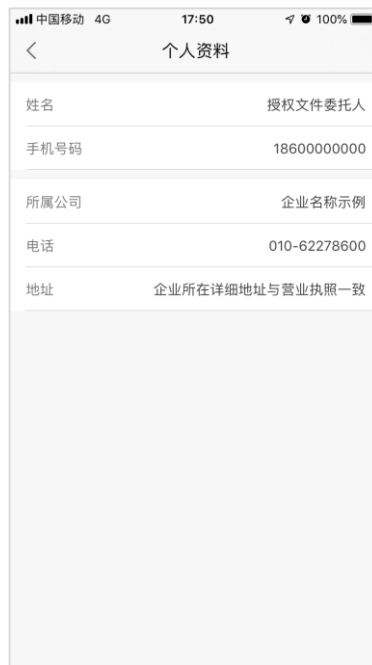 中国移动 4G 17:50 100%
个人资料
姓名 授权文件委托人
手机号码 18600000000
所属公司 企业名称示例
电话 010-62278600
地址 企业所在详细地址与营业执照一致